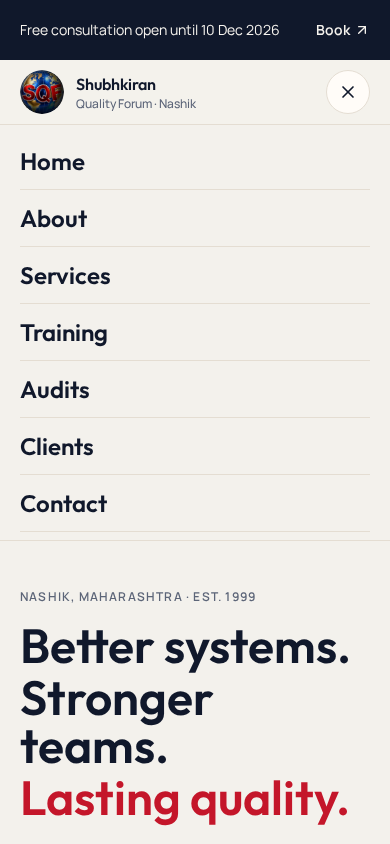 Free consultation open until 10 Dec 2026
Book
SQF
Shubhkiran
Quality Forum · Nashik
Home
About
Services
Training
Audits
Clients
Contact
NASHIK, MAHARASHTRA · EST. 1999
Better systems.
Stronger
teams.
Lasting quality.